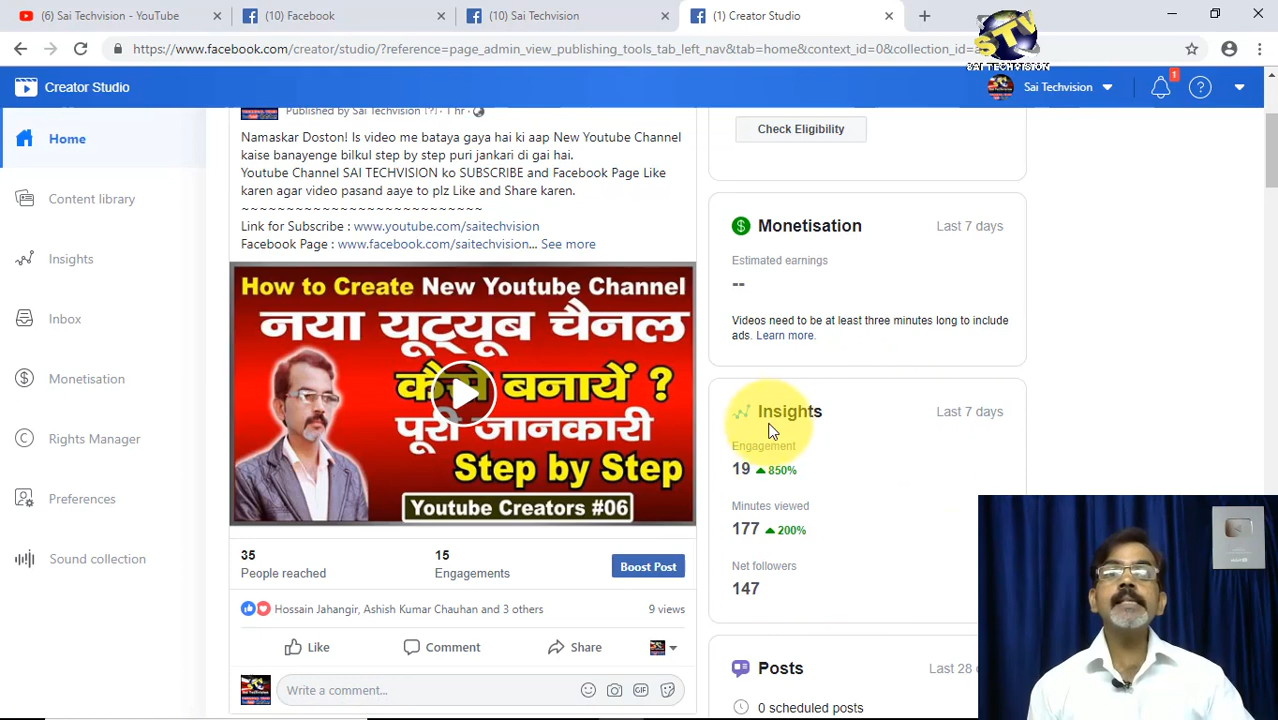 (6) Sai Techvision - YouTube
(10) Facebook
(10) Sai Techvision
(1) Creator Studio
https://www.facebook.com/creator/studio/?reference=page_admin_view_publishing_tools_tab_left_nav&tab=home&context_id=0&collection_id=
STV
SAI TECHVISION
Creator Studio
Sai Techvision
1
Home
Content library
Insights
Inbox
Monetisation
Rights Manager
Preferences
Sound collection
Published by Sai Techvision [?] · 1 hr ·
Namaskar Doston! Is video me bataya gaya hai ki aap New Youtube Channel
kaise banayenge bilkul step by step puri jankari di gai hai.
Youtube Channel SAI TECHVISION ko SUBSCRIBE and Facebook Page Like
karen agar video pasand aaye to plz Like and Share karen.
~~~~~~~~~~~~~~~~~~~~~~~~~~
Link for Subscribe : www.youtube.com/saitechvision
Facebook Page : www.facebook.com/saitechvision... See more
How to Create New Youtube Channel
नया यूट्यूब चैनल
कैसे बनायें ?
पूरी जानकारी
Step by Step
Youtube Creators #06
35
People reached
15
Engagements
Boost Post
Hossain Jahangir, Ashish Kumar Chauhan and 3 others
9 views
Like
Comment
Share
Write a comment...
GIF
Check Eligibility
Monetisation
Last 7 days
Estimated earnings
--
Videos need to be at least three minutes long to include
ads. Learn more.
Insights
Last 7 days
Engagement
19 850%
Minutes viewed
177 200%
Net followers
147
Posts
Last 28
0 scheduled posts